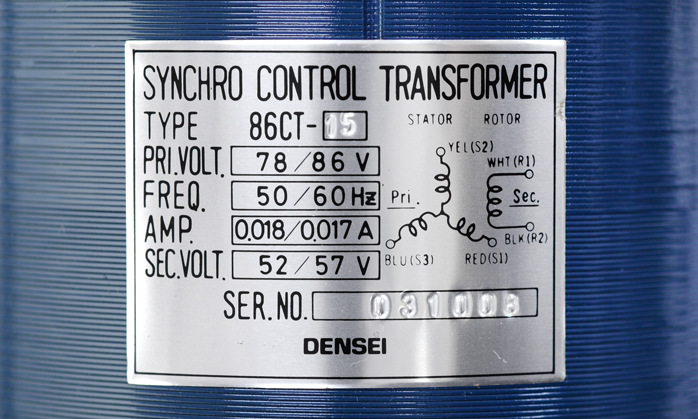 SYNCHRO CONTROL TRANSFORMER
TYPE 86CT-15
STATOR ROTOR
PRI.VOLT. 78/86 V
FREQ. 50/60 Hz
AMP. 0.018/0.017 A
SEC.VOLT. 52/57 V
YEL(S2)
WHT(R1)
Pri. Sec.
BLK(R2)
BLU(S3) RED(S1)
SER.NO. 031003
DENSEI